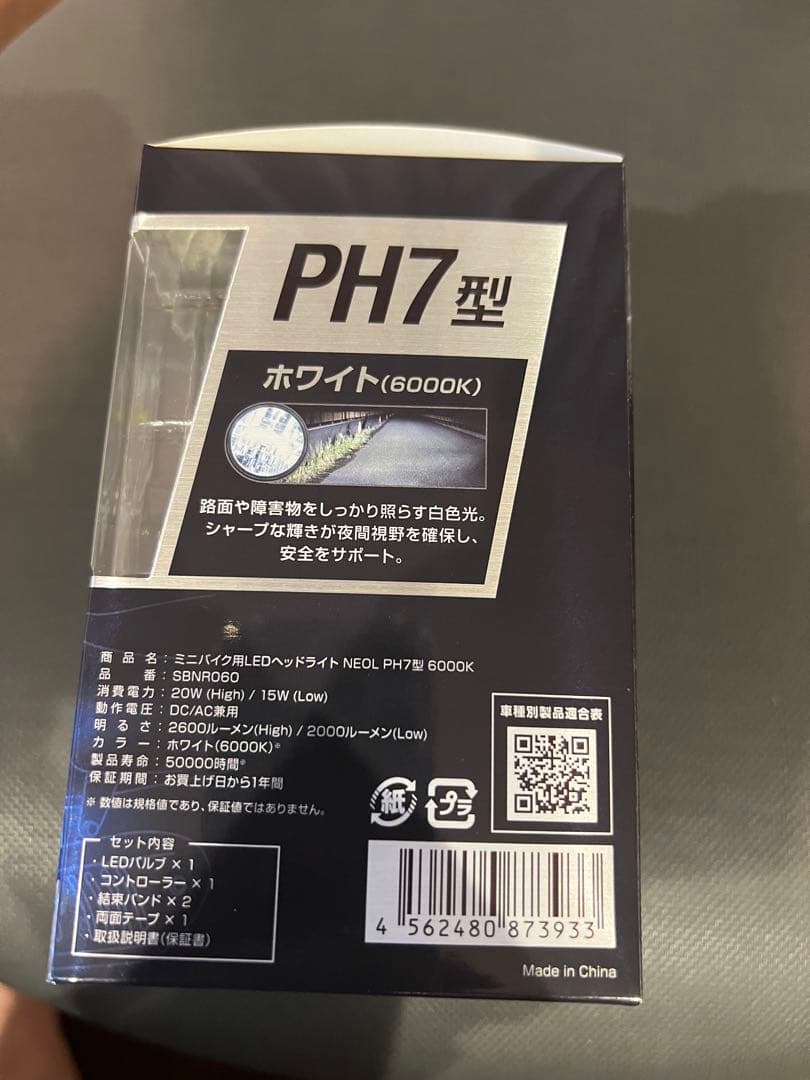 PH7型
ホワイト(6000K)
路面や障害物をしっかり照らす白色光。
シャープな輝きが夜間視野を確保し、
安全をサポート。
商品名：ミニバイク用LEDヘッドライト NEOL PH7型 6000K
品番：SBNR060
消費電力：20W (High) / 15W (Low)
動作電圧：DC/AC兼用
明るさ：2600ルーメン(High) / 2000ルーメン(Low)
カラー：ホワイト(6000K)※
製品寿命：50000時間※
保証期間：お買上げ日から1年間
※ 数値は規格値であり、保証値ではありません。
車種別製品適合表
紙
プラ
セット内容
・LEDバルブ × 1
・コントローラー × 1
・結束バンド × 2
・両面テープ × 1
・取扱説明書(保証書)
4 562480 873933
Made in China